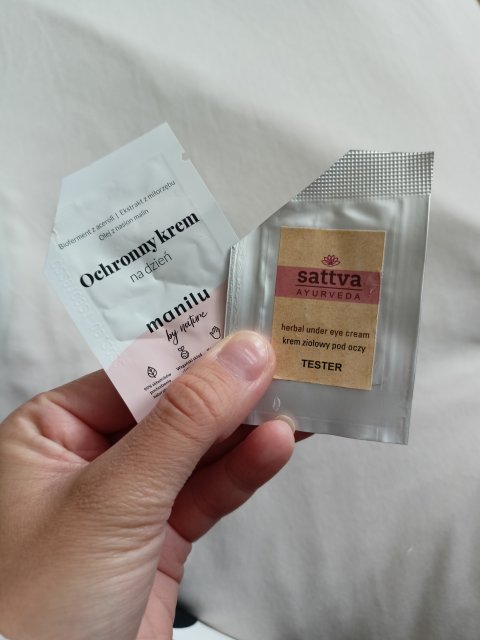 Bioferment z aceroli | Ekstrakt z miłorzębu
Olej z nasion malin
Ochronny krem
na dzień
manilu
by nature
sattva
AYURVEDA
herbal under eye cream
krem ziołowy pod oczy
TESTER